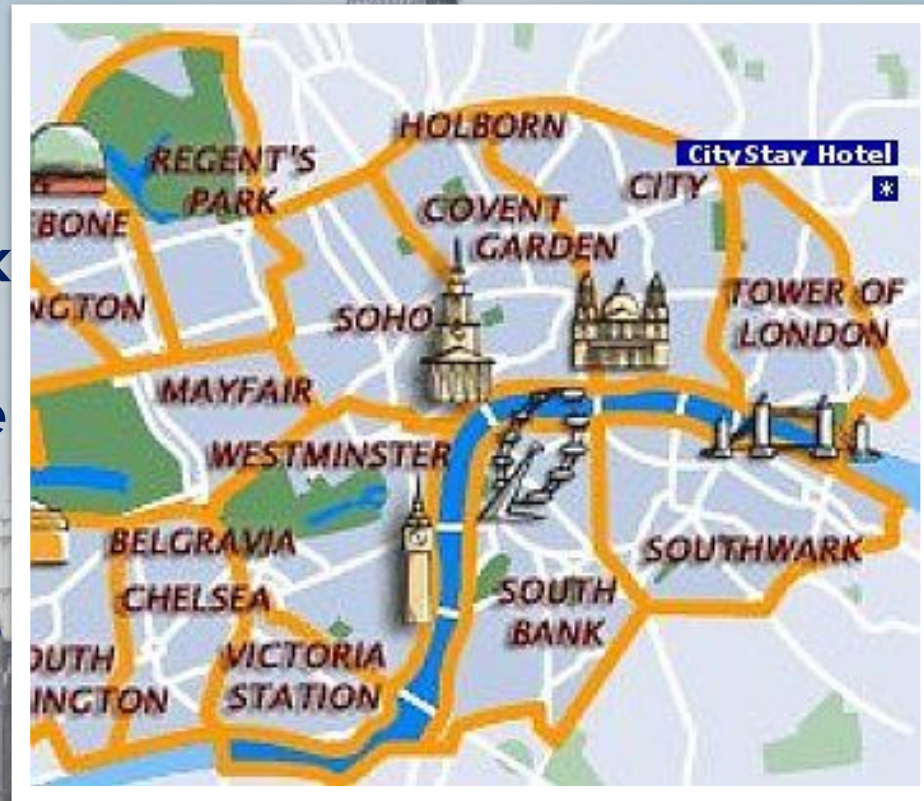 HOLBORN
CityStay Hotel
*
REGENT'S
PARK
CITY
COVENT
GARDEN
EBONE
k
NGTON
SOHO
TOWER OF
LONDON
MAYFAIR
e
WESTMINSTER
BELGRAVIA
SOUTHWARK
CHELSEA
SOUTH
BANK
OUTH
INGTON
VICTORIA
STATION